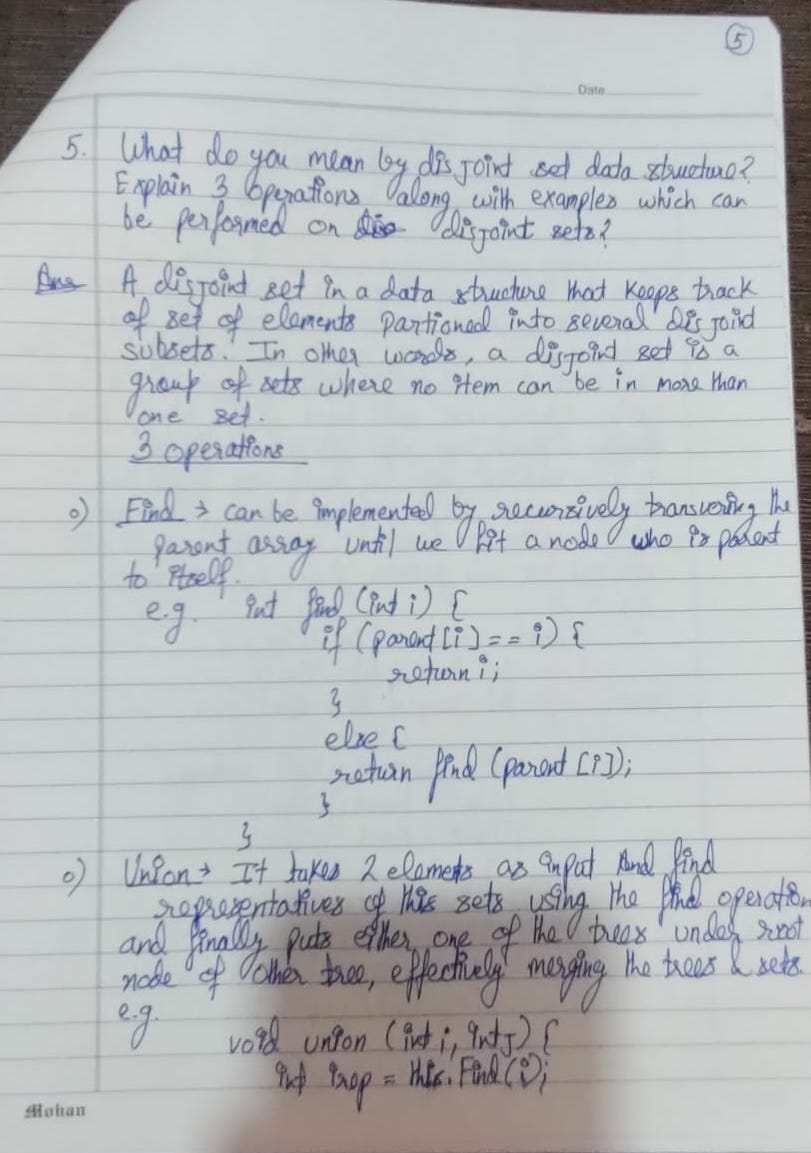 5
Date
5. What do you mean by disjoint set data structure?
Explain 3 operations along with examples which can
be performed on disjoint sets?
Ans A disjoint set in a data structure that keeps track
of set of elements partioned into several disjoint
subsets. In other words, a disjoint set is a
group of sets where no item can be in more than
one set.
3 operations
o) Find → can be implemented by recursively transvering the
parent array until we hit a node who is parent
to itself.
e.g. int find (int i) {
if (parent[i] == i) {
return i;
}
else {
return find (parent [i]);
}
}
o) Union → It takes 2 elements as input and find
representatives of this sets using the find operation
and finally puts either one of the trees under root
node of other tree, effectively merging the trees & sets.
e.g.
void union (int i, int j) {
int irep = this. Find (i);
Mohan